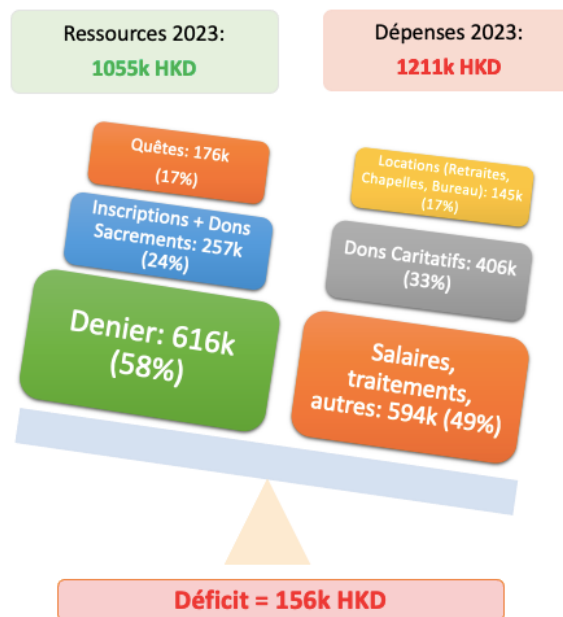 Ressources 2023:
1055k HKD
Dépenses 2023:
1211k HKD
Quêtes: 176k
(17%)
Inscriptions + Dons
Sacrements: 257k
(24%)
Denier: 616k
(58%)
Locations (Retraites,
Chapelles, Bureau): 145k
(17%)
Dons Caritatifs: 406k
(33%)
Salaires,
traitements,
autres: 594k (49%)
Déficit = 156k HKD